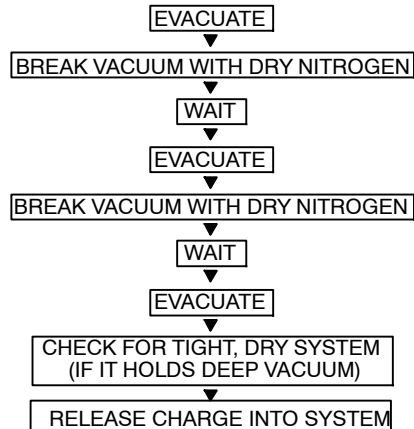 EVACUATE
BREAK VACUUM WITH DRY NITROGEN
WAIT
EVACUATE
BREAK VACUUM WITH DRY NITROGEN
WAIT
EVACUATE
CHECK FOR TIGHT, DRY SYSTEM
(IF IT HOLDS DEEP VACUUM)
RELEASE CHARGE INTO SYSTEM